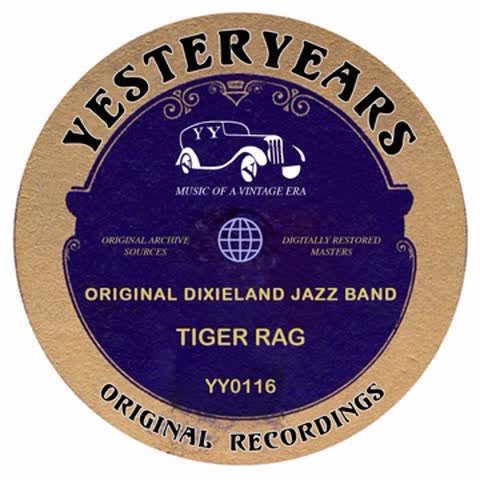 YESTERYEARS
YY
MUSIC OF A VINTAGE ERA
ORIGINAL ARCHIVE
SOURCES
DIGITALLY RESTORED
MASTERS
ORIGINAL DIXIELAND JAZZ BAND
TIGER RAG
YY0116
ORIGINAL RECORDINGS